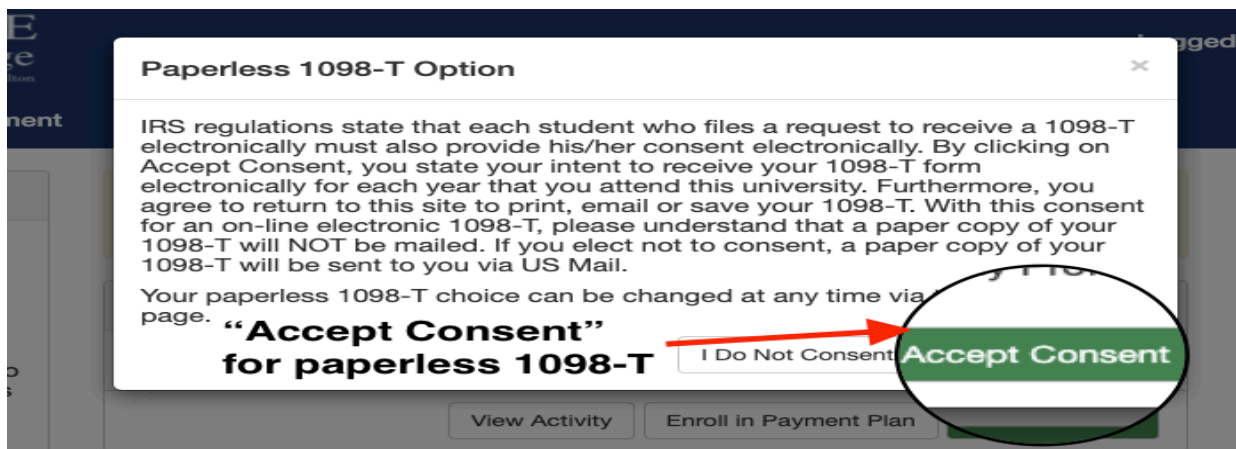 E
ge
lton
Logged
ment
Paperless 1098-T Option
×
IRS regulations state that each student who files a request to receive a 1098-T
electronically must also provide his/her consent electronically. By clicking on
Accept Consent, you state your intent to receive your 1098-T form
electronically for each year that you attend this university. Furthermore, you
agree to return to this site to print, email or save your 1098-T. With this consent
for an on-line electronic 1098-T, please understand that a paper copy of your
1098-T will NOT be mailed. If you elect not to consent, a paper copy of your
1098-T will be sent to you via US Mail.
Your paperless 1098-T choice can be changed at any time via
page.
“Accept Consent”
for paperless 1098-T
I Do Not Consent
Accept Consent
View Activity
Enroll in Payment Plan